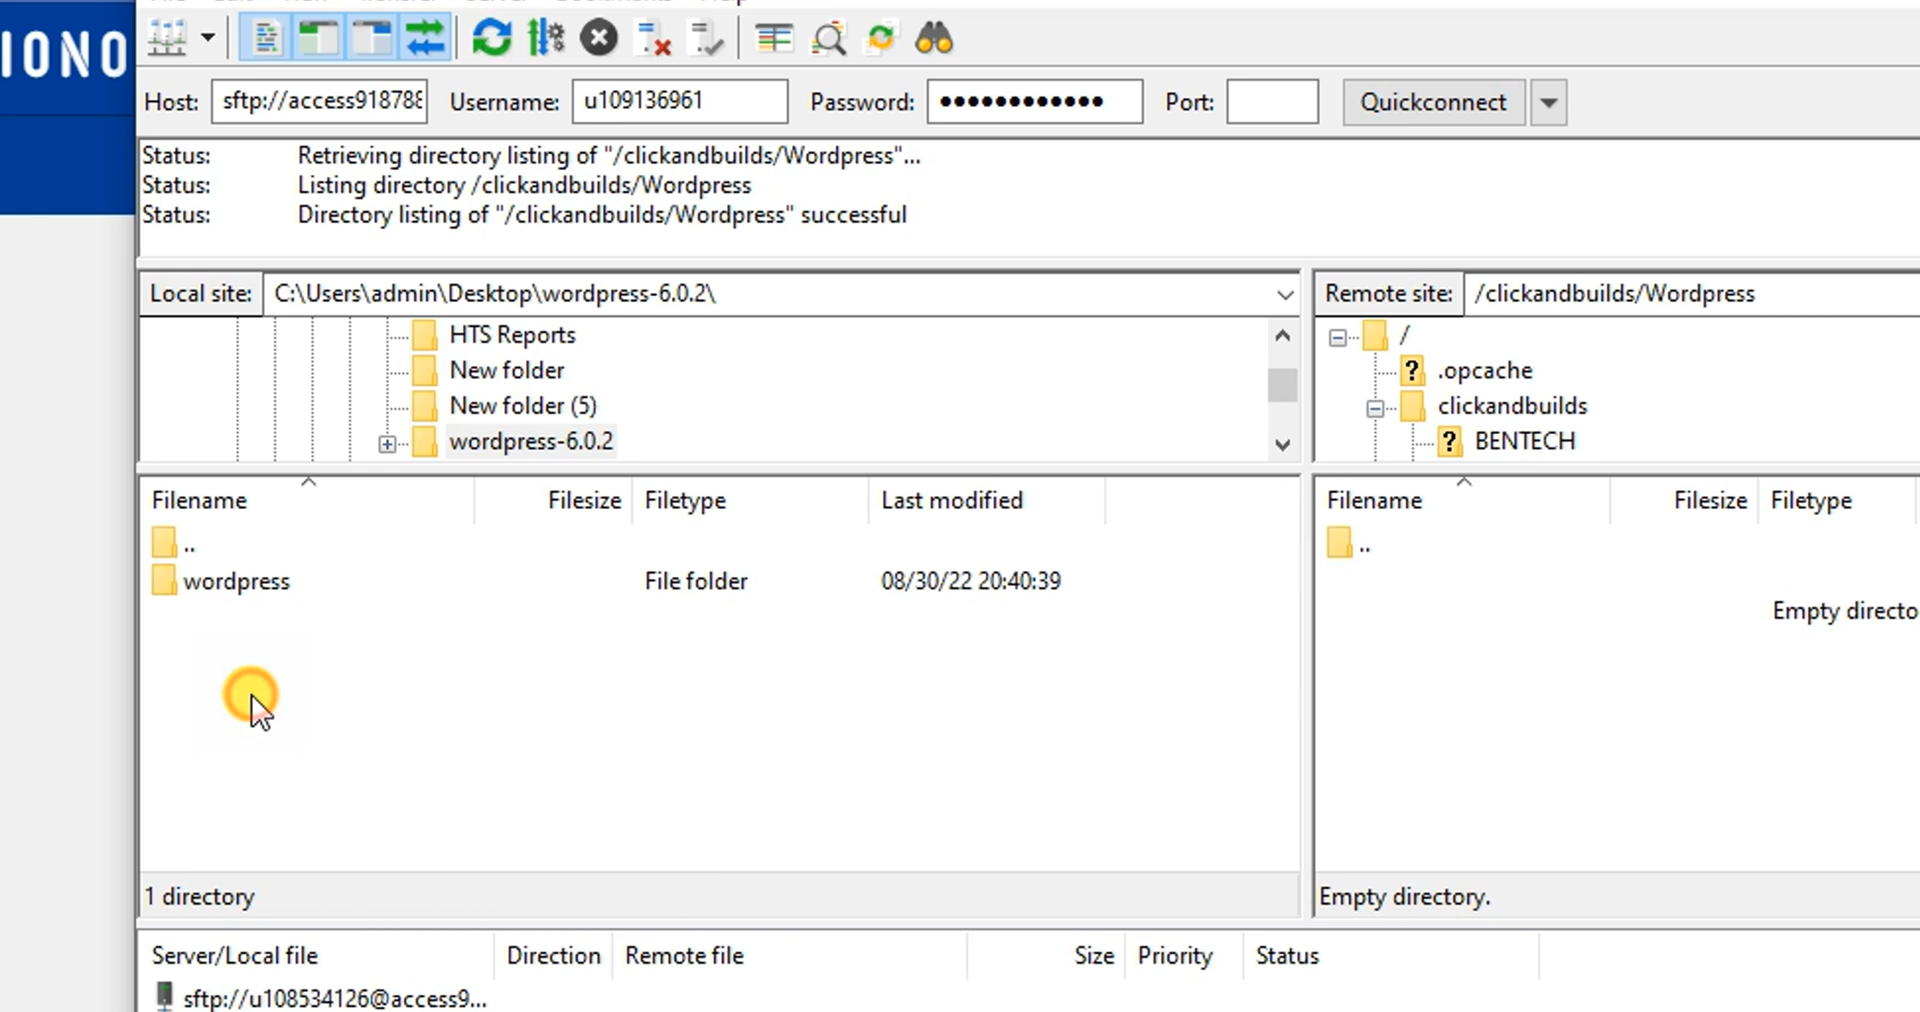 IONO
Host: sftp://access918788 Username: u109136961 Password: ●●●●●●●●●●●● Port: Quickconnect
Status: Retrieving directory listing of "/clickandbuilds/Wordpress"...
Status: Listing directory /clickandbuilds/Wordpress
Status: Directory listing of "/clickandbuilds/Wordpress" successful
Local site: C:\Users\admin\Desktop\wordpress-6.0.2\
HTS Reports
New folder
New folder (5)
wordpress-6.0.2
Filename Filesize Filetype Last modified
..
wordpress File folder 08/30/22 20:40:39
1 directory
Remote site: /clickandbuilds/Wordpress
/
.opcache
clickandbuilds
BENTECH
Filename Filesize Filetype
..
Empty directo
Empty directory.
Server/Local file Direction Remote file Size Priority Status
sftp://u108534126@access9...